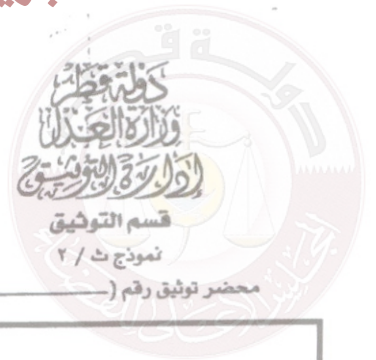 دولة قطر
وزارة العدل
إدارة التوثيق
قسم التوثيق
نموذج ث / ٢
محضر توثيق رقم (